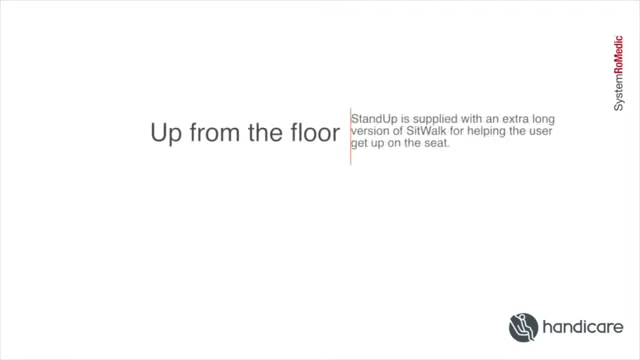 SystemRoMedic
Up from the floor
StandUp is supplied with an extra long
version of SitWalk for helping the user
get up on the seat.
handicare